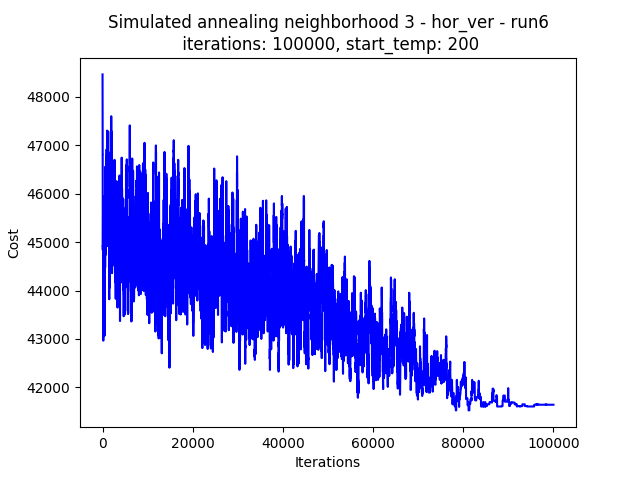 Simulated annealing neighborhood 3 - hor_ver - run6
iterations: 100000, start_temp: 200
48000
47000
46000
45000
44000
43000
42000
Cost
0 20000 40000 60000 80000 100000
Iterations